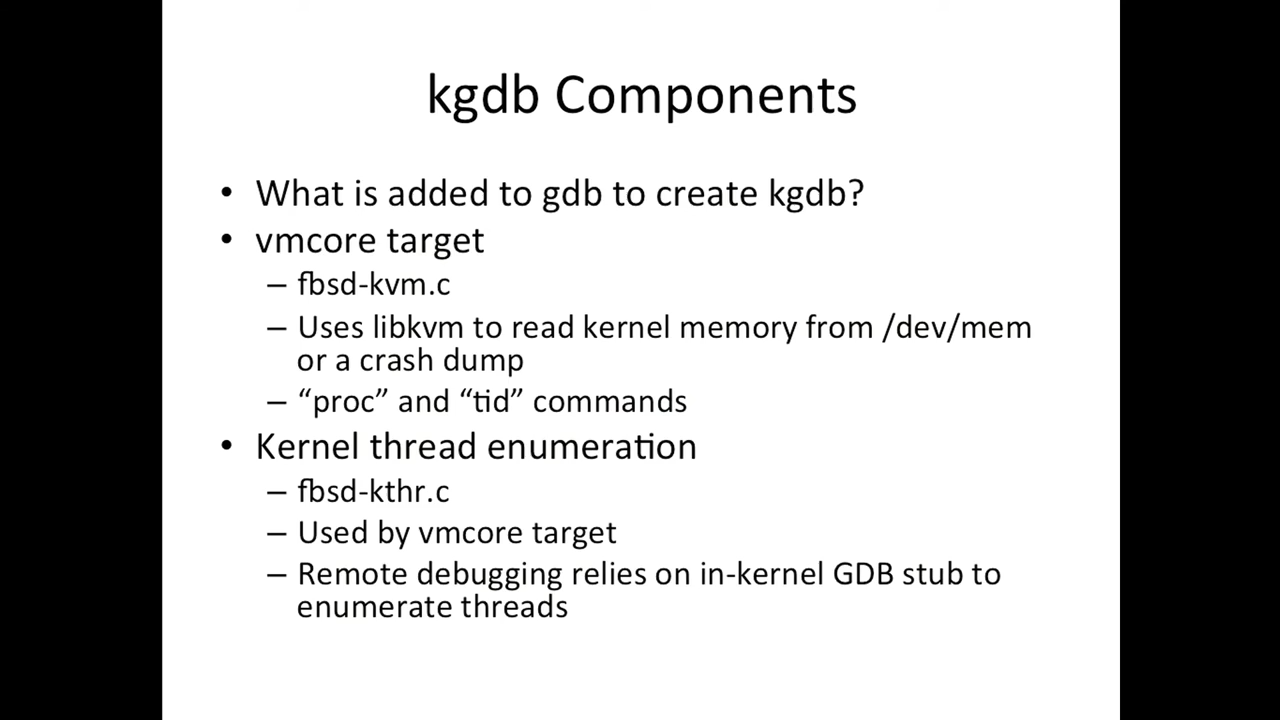 kgdb Components
• What is added to gdb to create kgdb?
• vmcore target
– fbsd-kvm.c
– Uses libkvm to read kernel memory from /dev/mem
or a crash dump
– “proc” and “tid” commands
• Kernel thread enumeration
– fbsd-kthr.c
– Used by vmcore target
– Remote debugging relies on in-kernel GDB stub to
enumerate threads